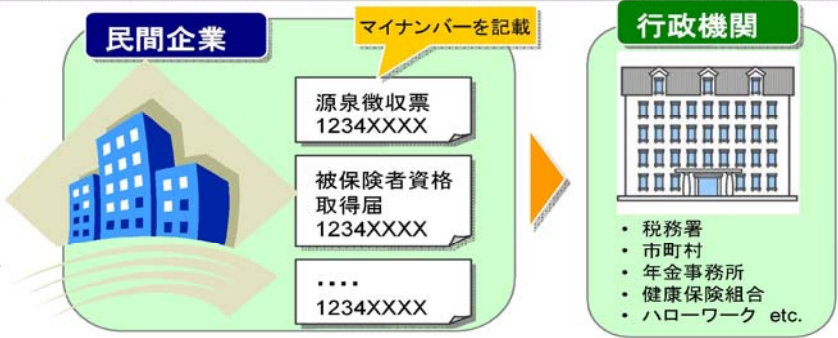 民間企業
マイナンバーを記載
源泉徴収票
1234XXXX
被保険者資格
取得届
1234XXXX
‥‥
1234XXXX
行政機関
・ 税務署
・ 市町村
・ 年金事務所
・ 健康保険組合
・ ハローワーク etc.